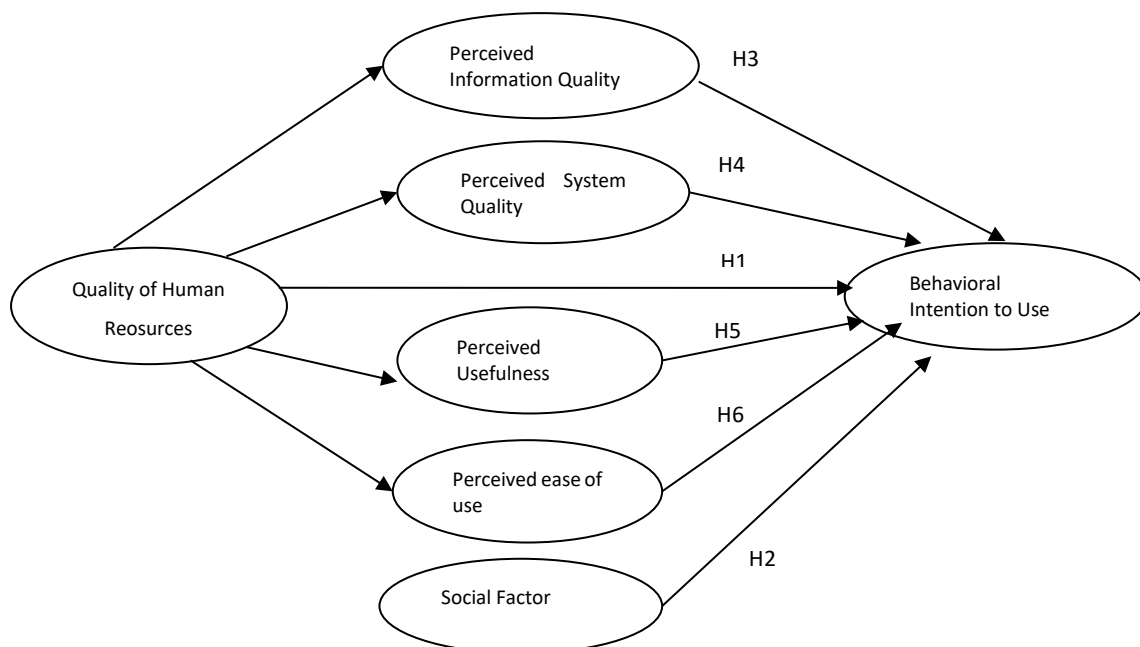 Perceived
Information Quality
H3
Perceived System
Quality
H4
H1
Quality of Human
Reosurces
Behavioral
Intention to Use
Perceived
Usefulness
H5
H6
Perceived ease of
use
H2
Social Factor